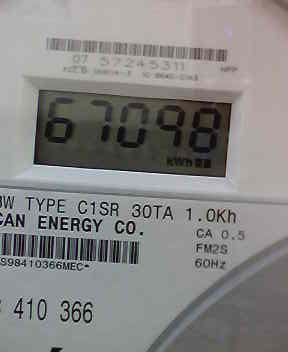 07 57245311
67098
kWh
3W TYPE C1SR 30TA 1.0Kh
CAN ENERGY CO.
CA 0.5
FM2S
S98410366MEC-
60Hz
410 366